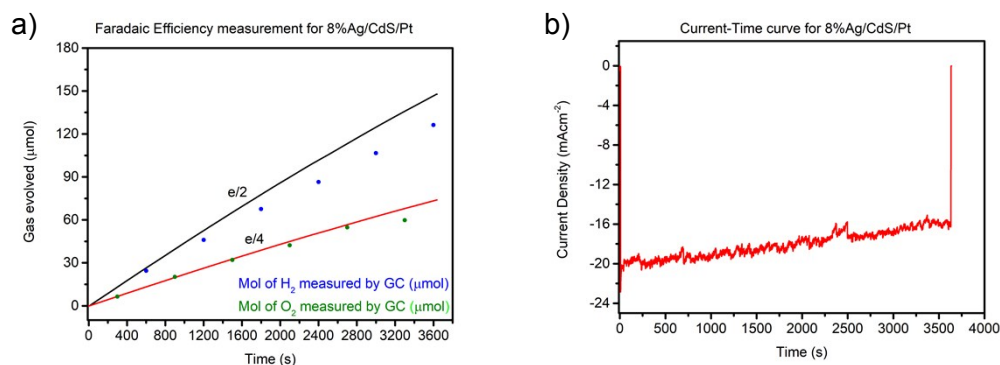 a)
Faradaic Efficiency measurement for 8%Ag/CdS/Pt
180
150
120
90
60
30
0
Gas evolved (μmol)
e/2
e/4
Mol of H₂ measured by GC (μmol)
Mol of O₂ measured by GC (μmol)
0 400 800 1200 1600 2000 2400 2800 3200 3600
Time (s)
b)
Current-Time curve for 8%Ag/CdS/Pt
0
-4
-8
-12
-16
-20
-24
Current Density (mAcm⁻²)
0 500 1000 1500 2000 2500 3000 3500 4000
Time (s)